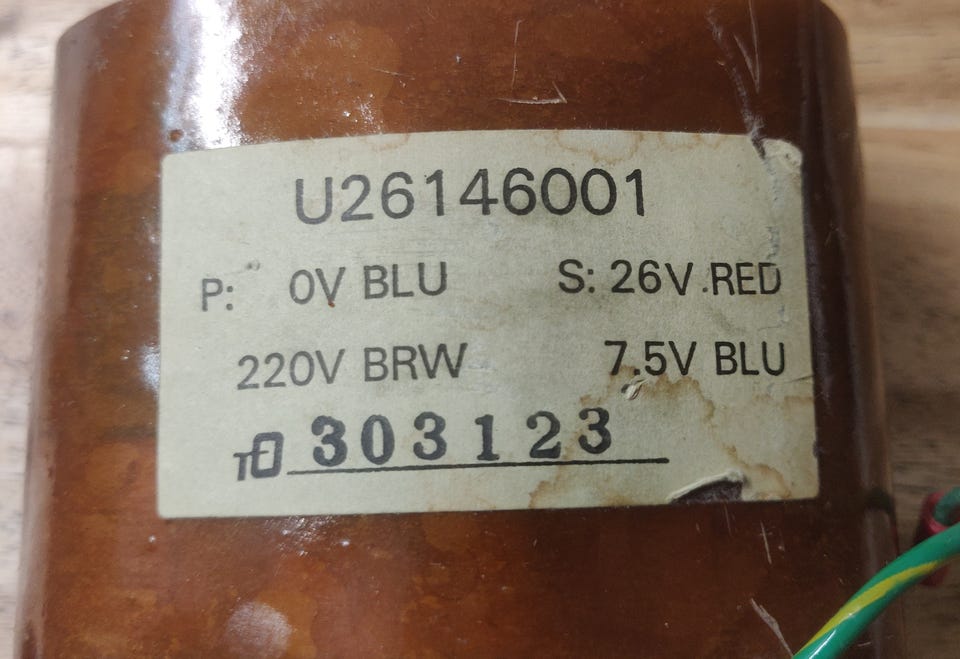 U26146001
P: 0V BLU S: 26V RED
220V BRW 7.5V BLU
303123